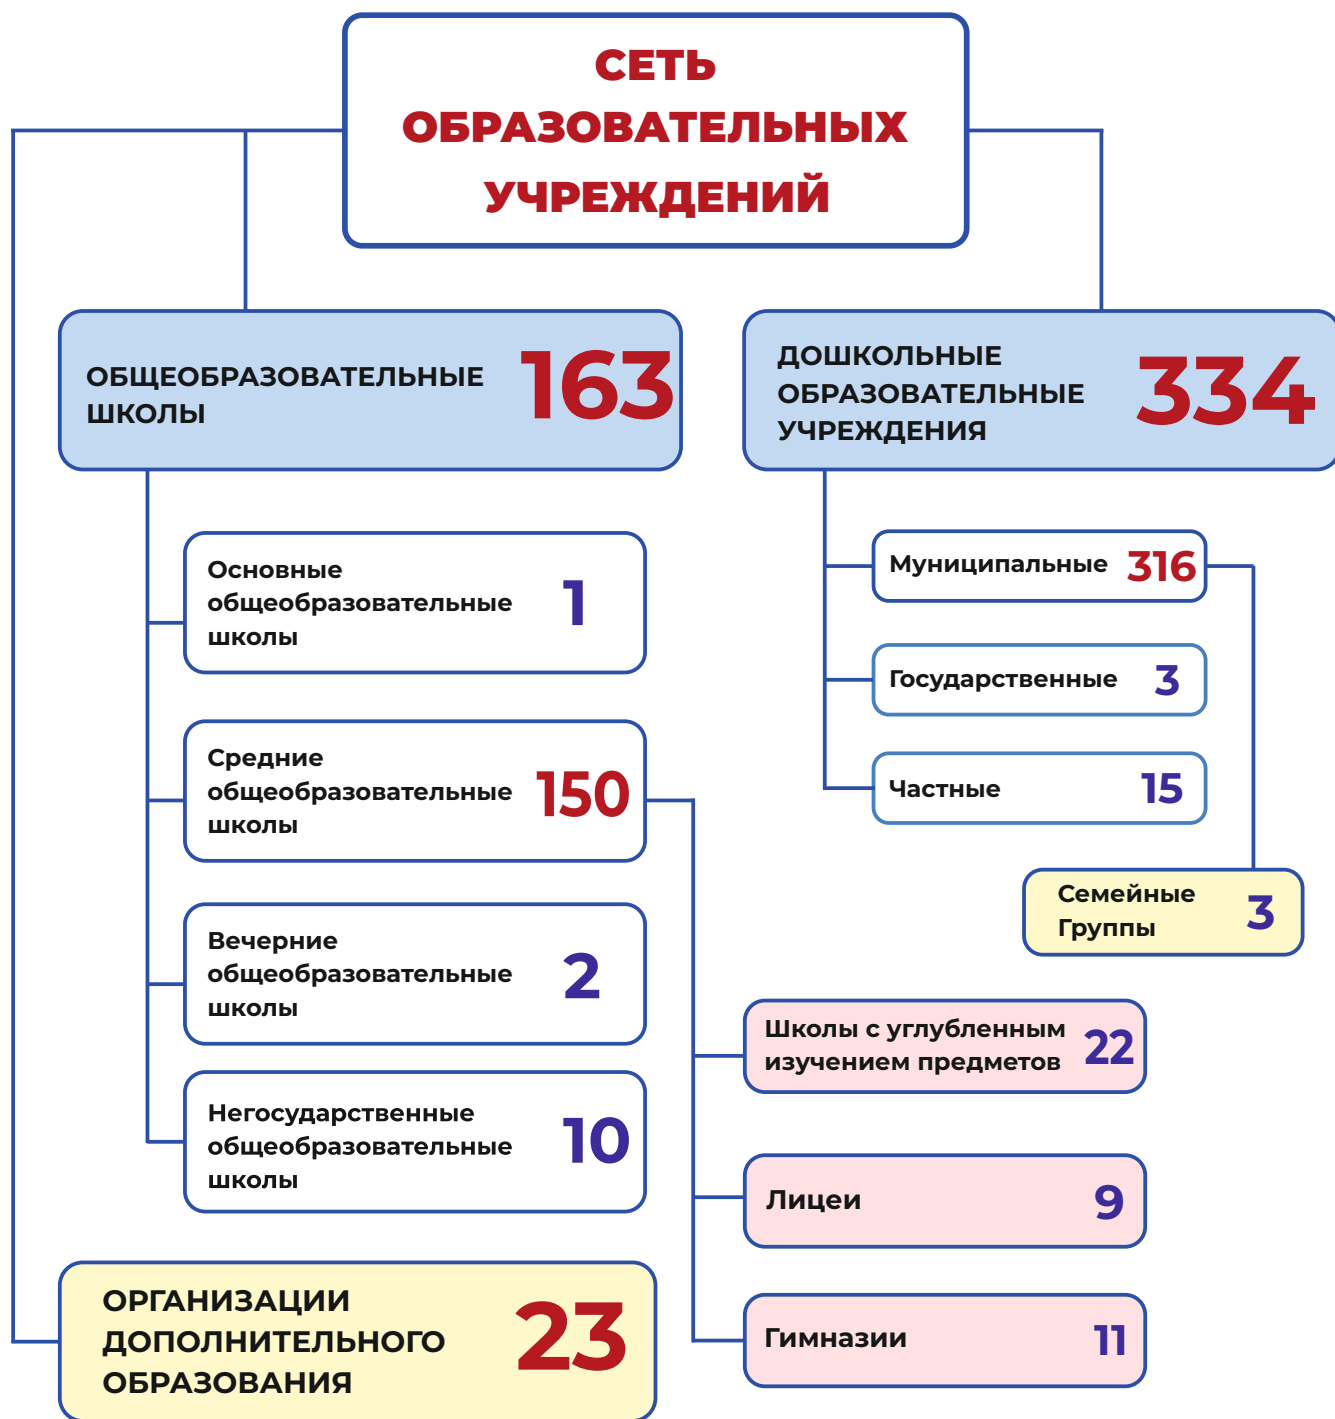 СЕТЬ
ОБРАЗОВАТЕЛЬНЫХ
УЧРЕЖДЕНИЙ
ОБЩЕОБРАЗОВАТЕЛЬНЫЕ
ШКОЛЫ
163
Основные
общеобразовательные
школы
1
Средние
общеобразовательные
школы
150
Вечерние
общеобразовательные
школы
2
Негосударственные
общеобразовательные
школы
10
ДОШКОЛЬНЫЕ
ОБРАЗОВАТЕЛЬНЫЕ
УЧРЕЖДЕНИЯ
334
Муниципальные 316
Государственные 3
Частные 15
Семейные
Группы
3
Школы с углубленным
изучением предметов
22
Лицеи 9
Гимназии 11
ОРГАНИЗАЦИИ
ДОПОЛНИТЕЛЬНОГО
ОБРАЗОВАНИЯ
23